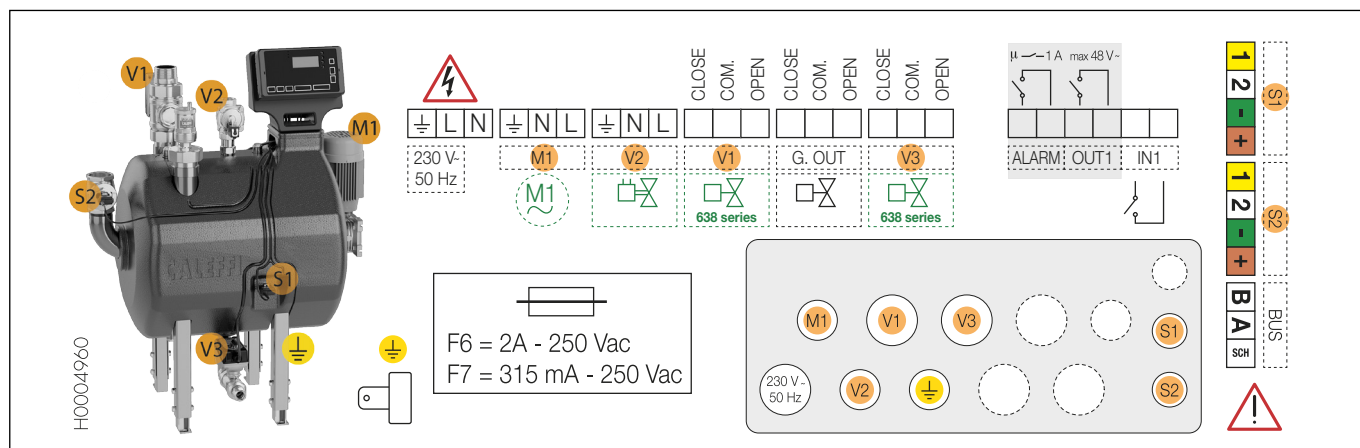 V1
V2
M1
S2
CALEFFI
S1
V3
H0004960
CLOSE COM. OPEN CLOSE COM. OPEN CLOSE COM. OPEN
L N N L N L
230 V~
50 Hz
M1 V2 V1 G. OUT V3
M1
~
638 series 638 series
µ 1 A max 48 V~
ALARM OUT1 IN1
F6 = 2A - 250 Vac
F7 = 315 mA - 250 Vac
M1 V1 V3
S1
230 V~
50 Hz
V2
S2
1 2 - +
S1
1 2 - +
S2
B A SCH
BUS